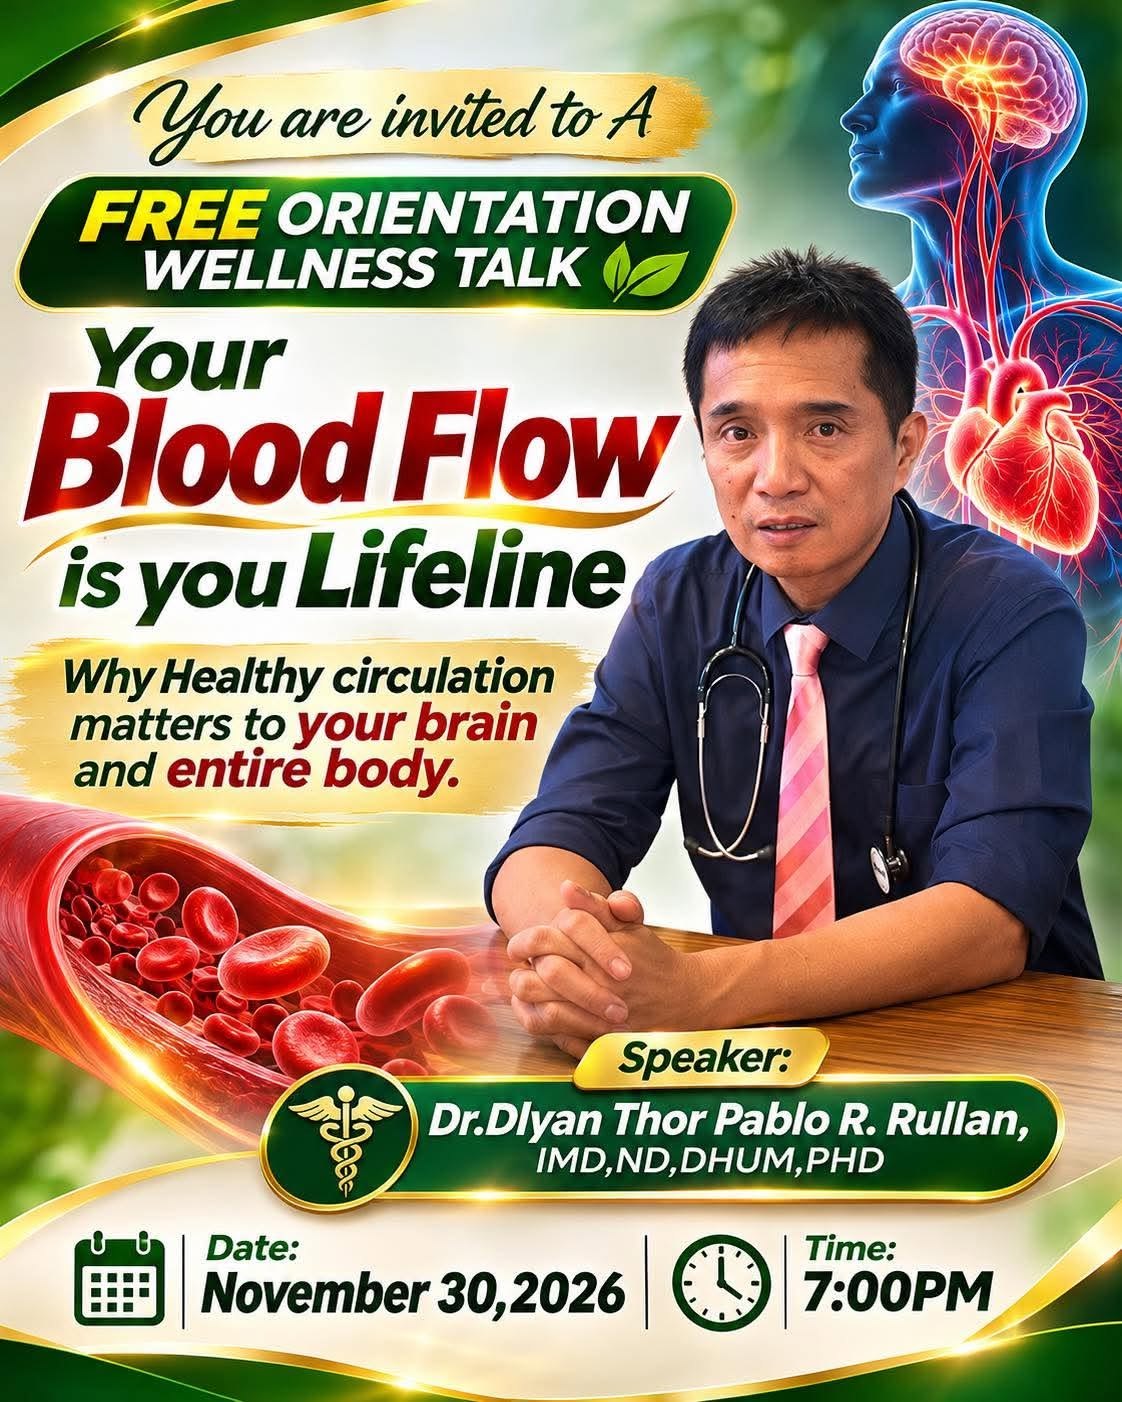 You are invited to A
FREE ORIENTATION
WELLNESS TALK
Your
Blood Flow
is you Lifeline
Why Healthy circulation
matters to your brain
and entire body.
Speaker:
Dr.Dlyan Thor Pablo R. Rullan,
IMD,ND,DHUM,PHD
Date:
November 30,2026
Time:
7:00PM